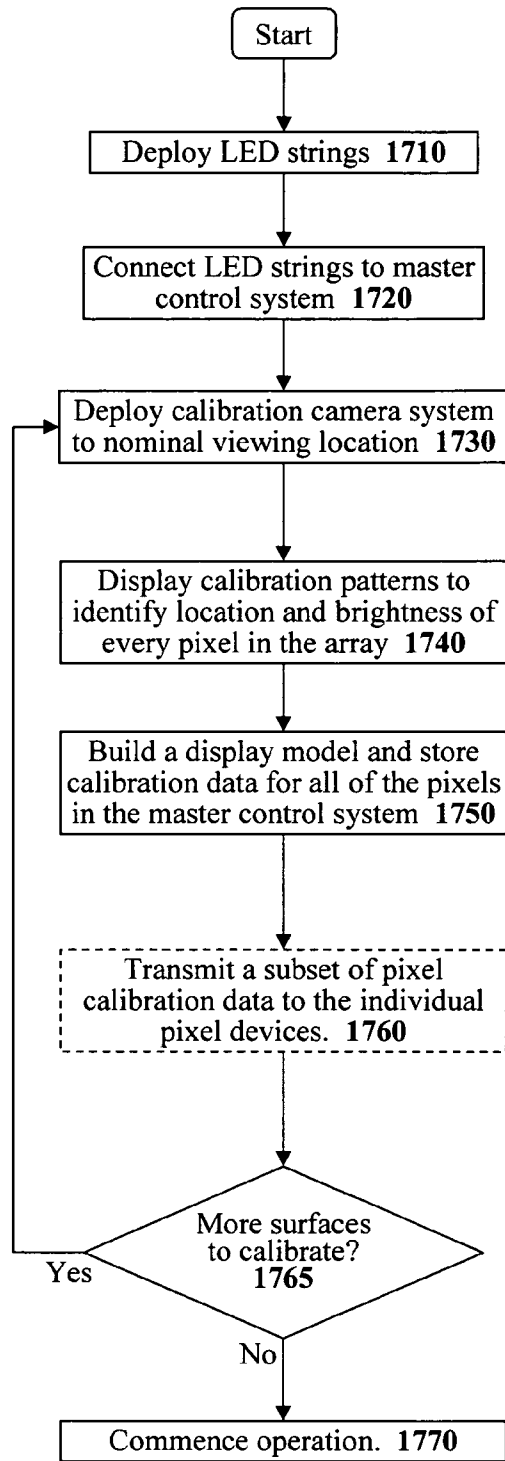 Start
Deploy LED strings 1710
Connect LED strings to master
control system 1720
Deploy calibration camera system
to nominal viewing location 1730
Display calibration patterns to
identify location and brightness of
every pixel in the array 1740
Build a display model and store
calibration data for all of the pixels
in the master control system 1750
Transmit a subset of pixel
calibration data to the individual
pixel devices. 1760
More surfaces
to calibrate?
1765
Yes
No
Commence operation. 1770